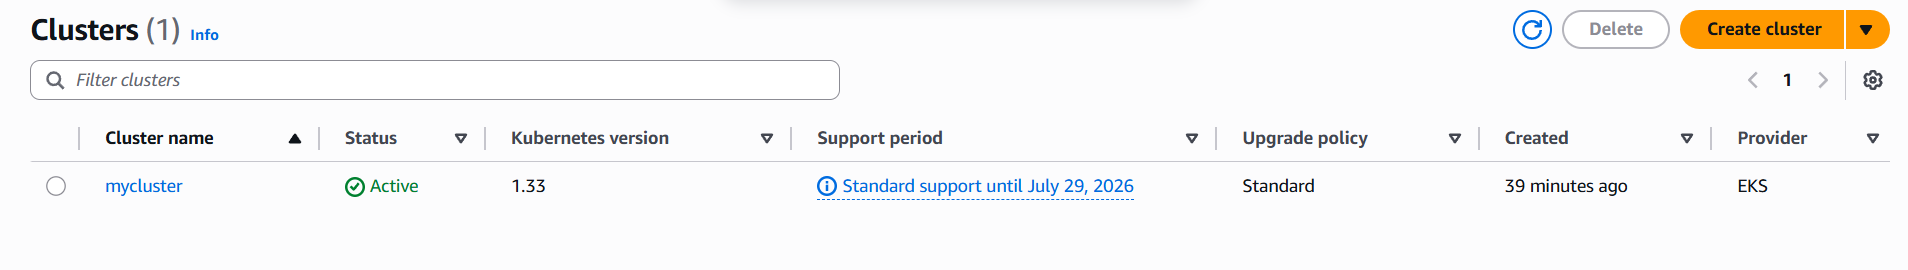 Clusters (1) Info
Delete
Create cluster
Filter clusters
1
Cluster name Status Kubernetes version Support period Upgrade policy Created Provider
mycluster Active 1.33 Standard support until July 29, 2026 Standard 39 minutes ago EKS